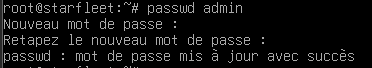 root@starfleet:~# passwd admin
Nouveau mot de passe :
Retapez le nouveau mot de passe :
passwd : mot de passe mis à jour avec succès